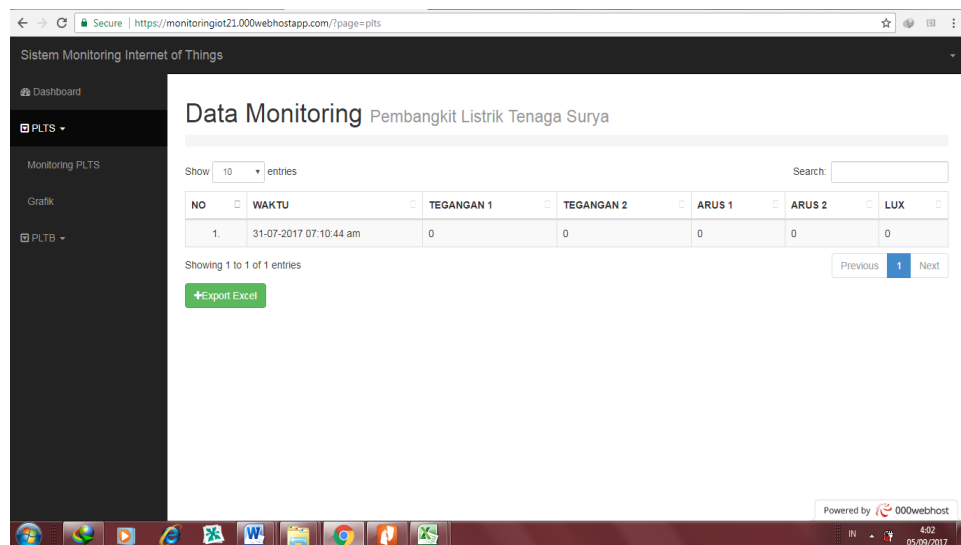 Secure | https://monitoringiot21.000webhostapp.com/?page=plts
Sistem Monitoring Internet of Things
Dashboard
PLTS
Monitoring PLTS
Grafik
PLTB
Data Monitoring Pembangkit Listrik Tenaga Surya
Show 10 entries Search:
NO WAKTU TEGANGAN 1 TEGANGAN 2 ARUS 1 ARUS 2 LUX
1. 31-07-2017 07:10:44 am 0 0 0 0 0
Showing 1 to 1 of 1 entries Previous 1 Next
+Export Excel
Powered by 000webhost
IN 4:02
05/09/2017